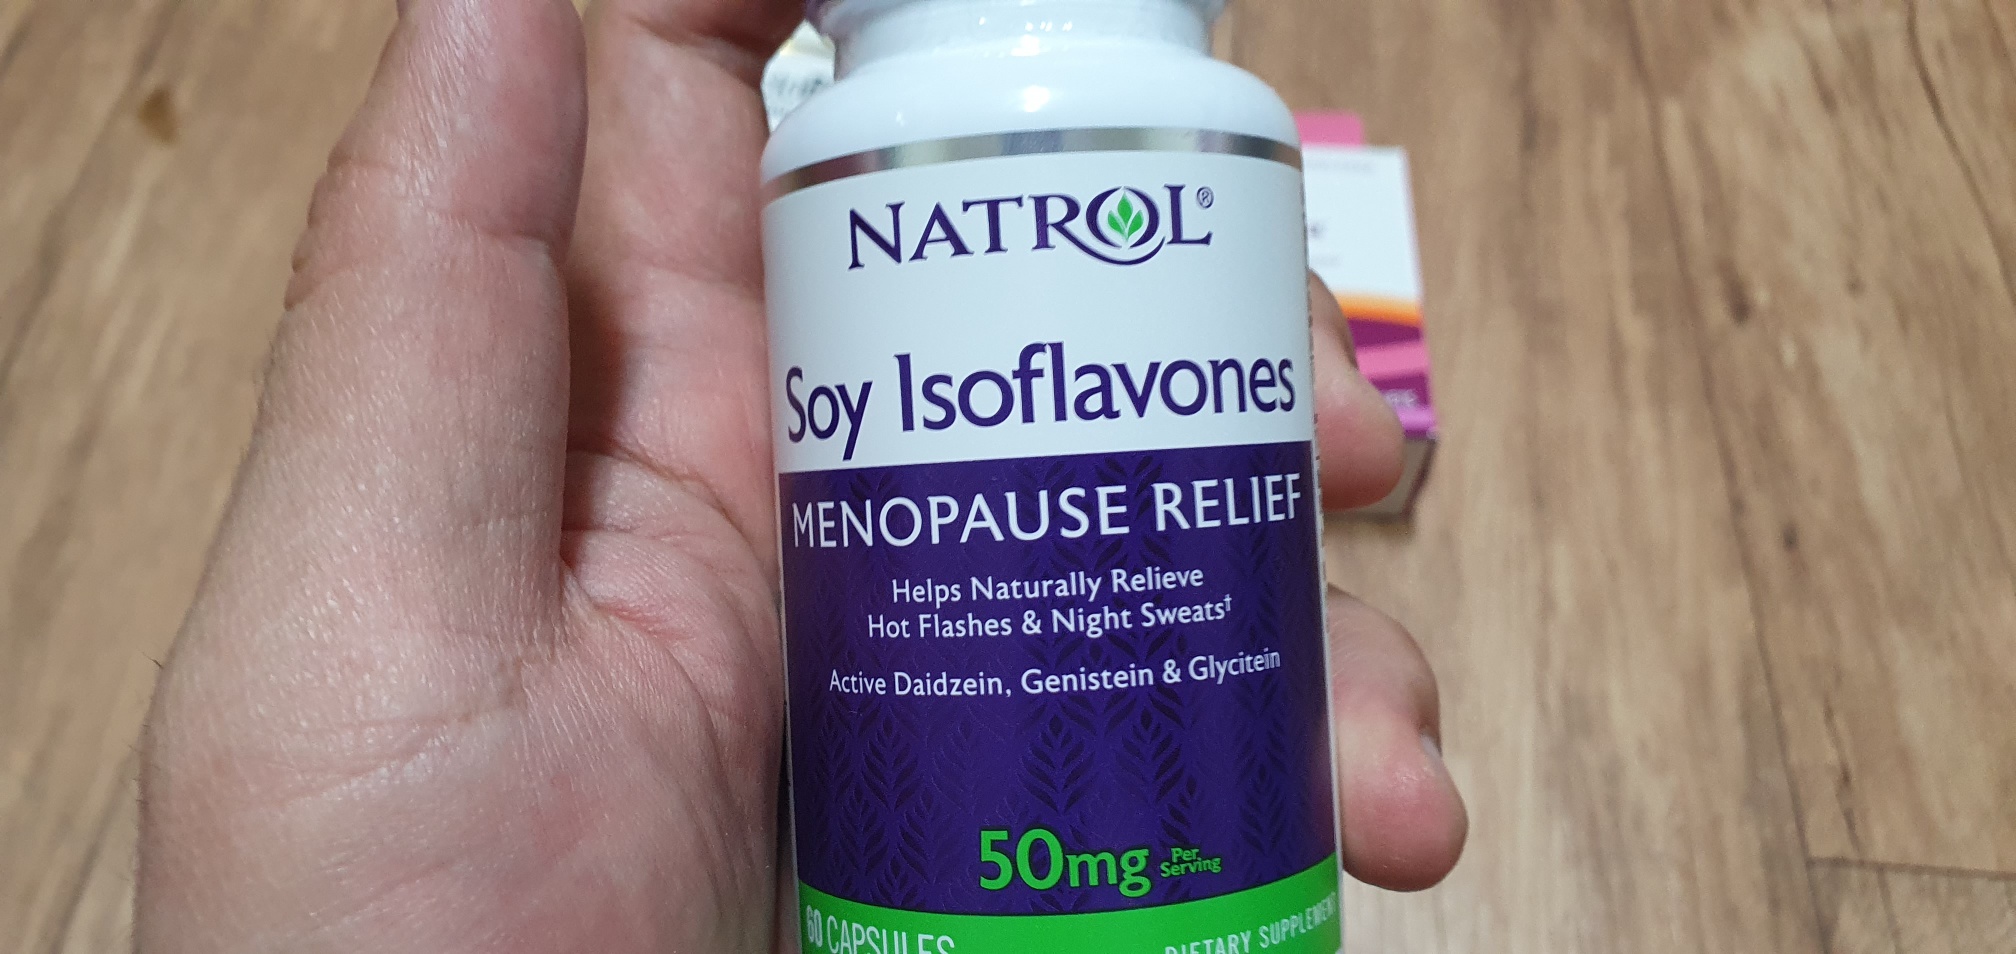 NATROL®
Soy Isoflavones
MENOPAUSE RELIEF
Helps Naturally Relieve
Hot Flashes & Night Sweats†
Active Daidzein, Genistein & Glycitein
50mg Per Serving
60 CAPSULES
DIETARY SUPPLEMENT